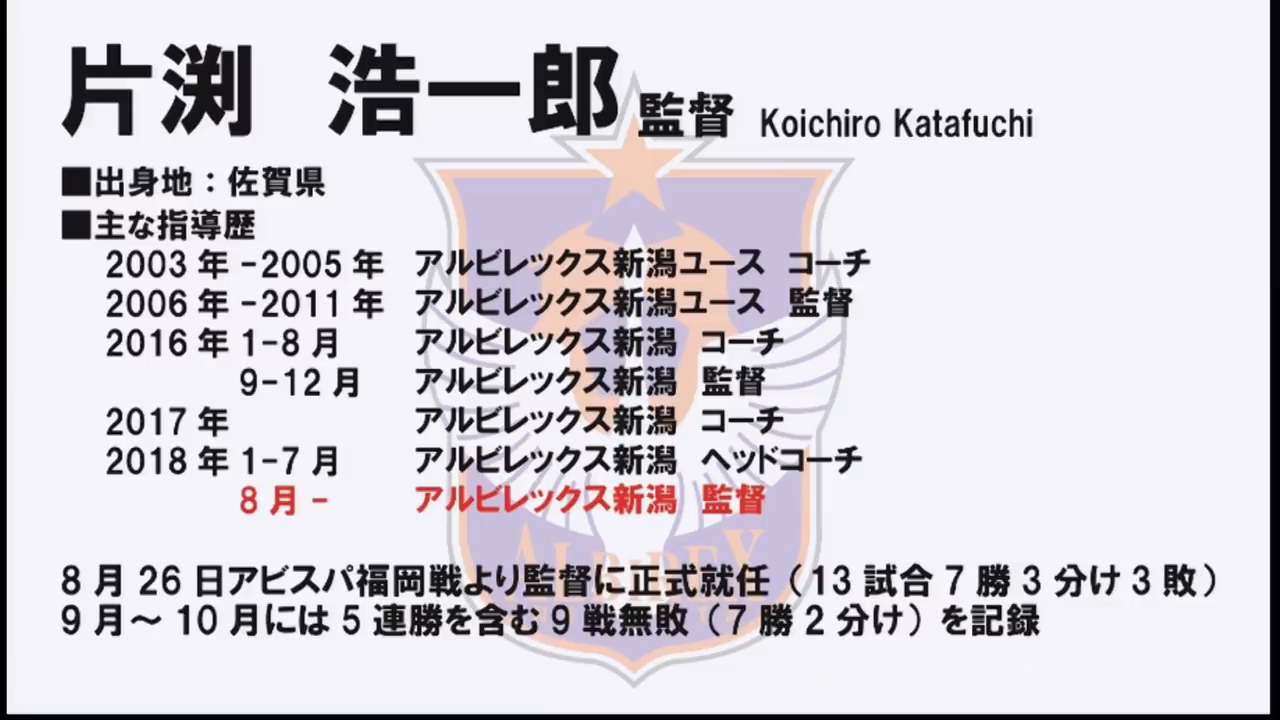 片渕　浩一郎 監督 Koichiro Katafuchi
■出身地：佐賀県
■主な指導歴
2003年-2005年　アルビレックス新潟ユース　コーチ
2006年-2011年　アルビレックス新潟ユース　監督
2016年1-8月　アルビレックス新潟　コーチ
9-12月　アルビレックス新潟　監督
2017年　アルビレックス新潟　コーチ
2018年1-7月　アルビレックス新潟　ヘッドコーチ
8月-　アルビレックス新潟　監督
ALBIREX
8月26日アビスパ福岡戦より監督に正式就任（13試合7勝3分け3敗）
9月～10月には5連勝を含む9戦無敗（7勝2分け）を記録